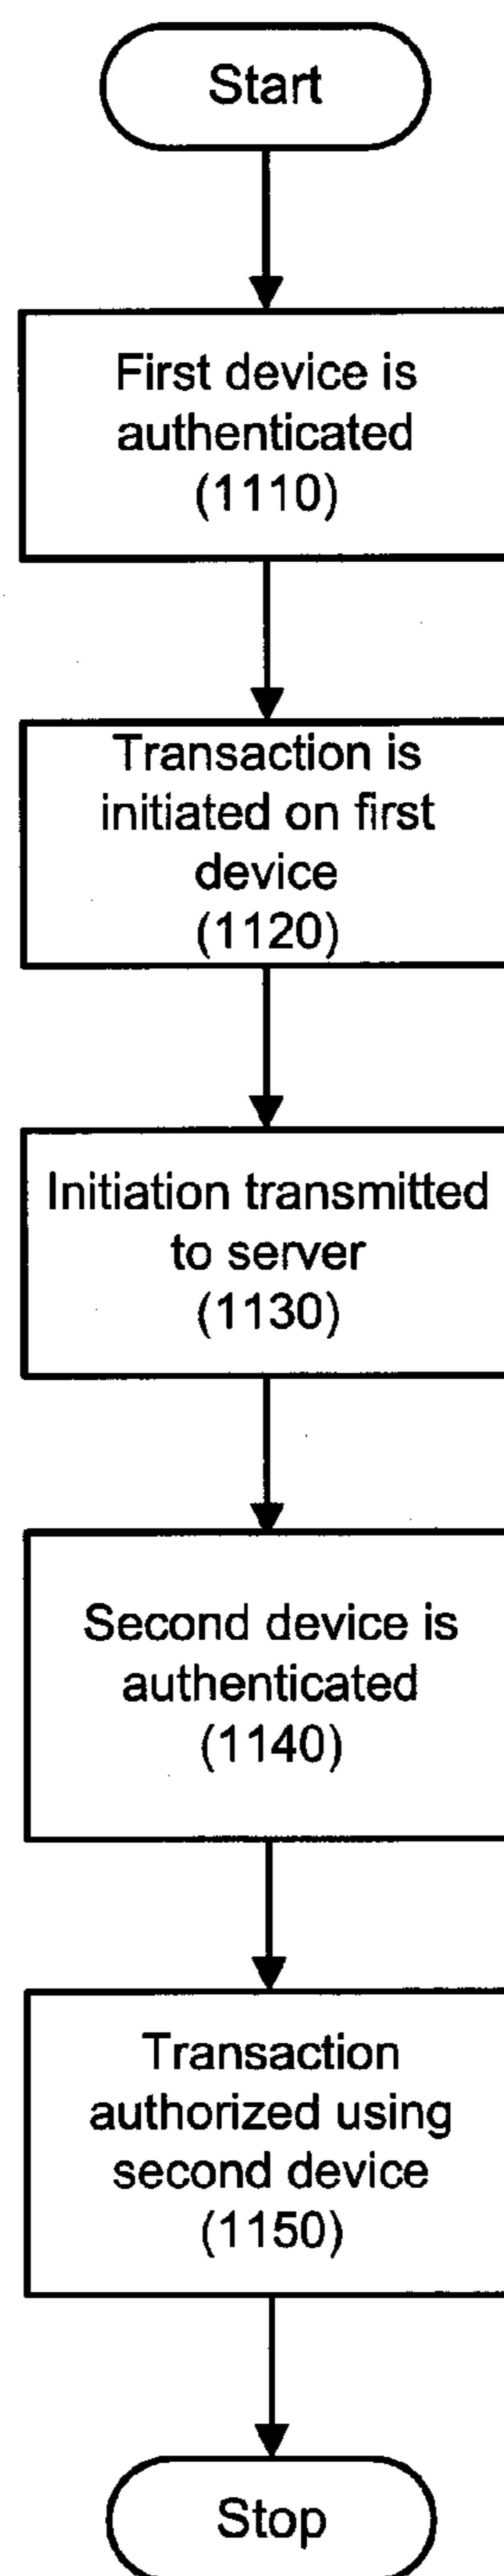 Start
First device is
authenticated
(1110)
Transaction is
initiated on first
device
(1120)
Initiation transmitted
to server
(1130)
Second device is
authenticated
(1140)
Transaction
authorized using
second device
(1150)
Stop